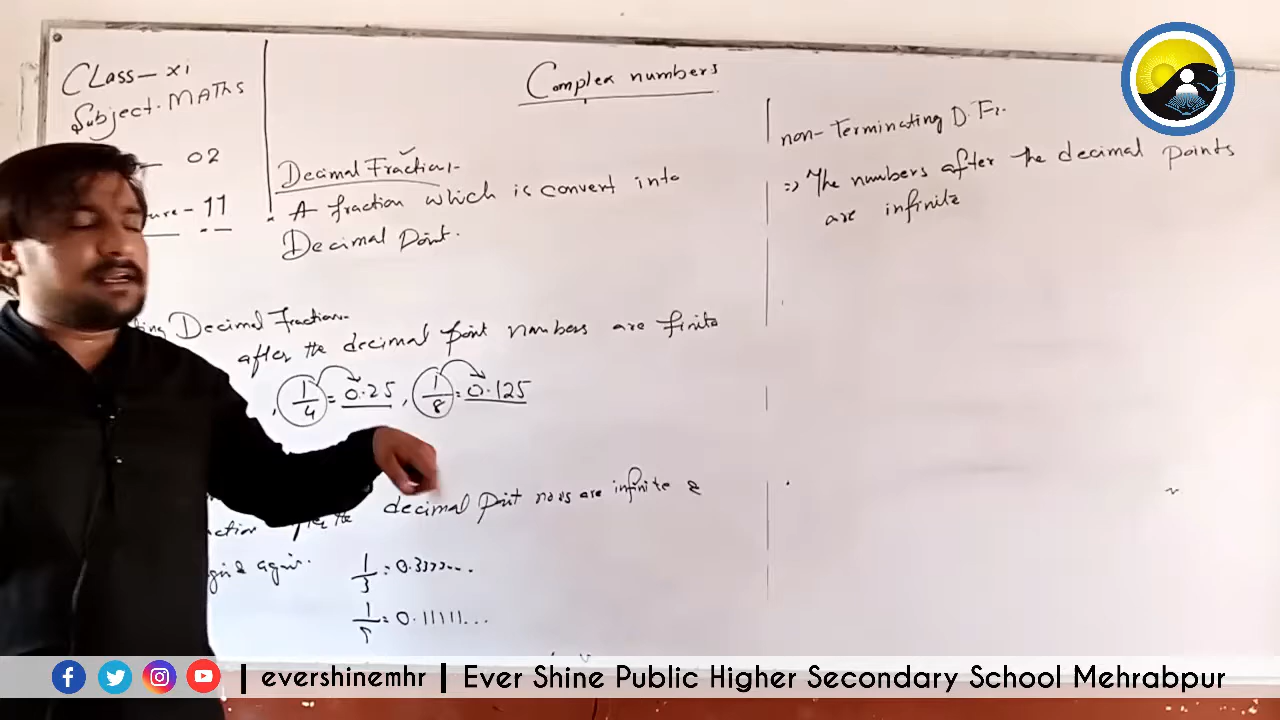 Class - XI
Subject. MATHS
02
ure - 11
Complex numbers
Decimal Fraction:-
A fraction which is convert into
Decimal Point.
ting Decimal Fraction.
after the decimal point numbers are finite
, 1/4 = 0.25 , 1/8 = 0.125
decimal point no:s are infinite &
again.
1/3 = 0.3333...
1/9 = 0.11111...
non-Terminating D.Fr.
=> The numbers after the decimal points
are infinite
evershinemhr | Ever Shine Public Higher Secondary School Mehrabpur